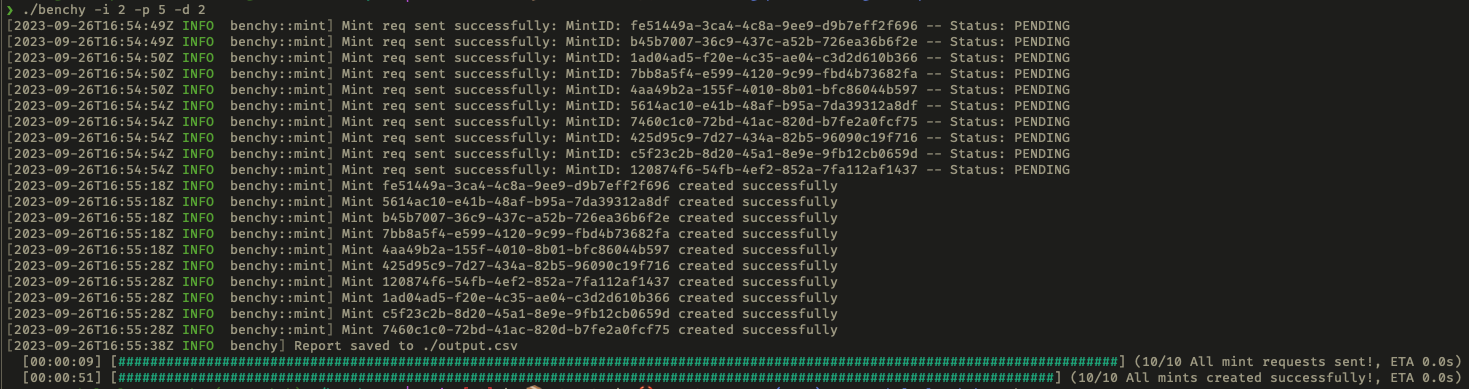 ❯ ./benchy -i 2 -p 5 -d 2
[2023-09-26T16:54:49Z INFO  benchy::mint] Mint req sent successfully: MintID: fe51449a-3ca4-4c8a-9ee9-d9b7eff2f696 -- Status: PENDING
[2023-09-26T16:54:49Z INFO  benchy::mint] Mint req sent successfully: MintID: b45b7007-36c9-437c-a52b-726ea36b6f2e -- Status: PENDING
[2023-09-26T16:54:50Z INFO  benchy::mint] Mint req sent successfully: MintID: 1ad04ad5-f20e-4c35-ae04-c3d2d610b366 -- Status: PENDING
[2023-09-26T16:54:50Z INFO  benchy::mint] Mint req sent successfully: MintID: 7bb8a5f4-e599-4120-9c99-fbd4b73682fa -- Status: PENDING
[2023-09-26T16:54:50Z INFO  benchy::mint] Mint req sent successfully: MintID: 4aa49b2a-155f-4010-8b01-bfc86044b597 -- Status: PENDING
[2023-09-26T16:54:54Z INFO  benchy::mint] Mint req sent successfully: MintID: 5614ac10-e41b-48af-b95a-7da39312a8df -- Status: PENDING
[2023-09-26T16:54:54Z INFO  benchy::mint] Mint req sent successfully: MintID: 7460c1c0-72bd-41ac-820d-b7fe2a0fcf75 -- Status: PENDING
[2023-09-26T16:54:54Z INFO  benchy::mint] Mint req sent successfully: MintID: 425d95c9-7d27-434a-82b5-96090c19f716 -- Status: PENDING
[2023-09-26T16:54:54Z INFO  benchy::mint] Mint req sent successfully: MintID: c5f23c2b-8d20-45a1-8e9e-9fb12cb0659d -- Status: PENDING
[2023-09-26T16:54:54Z INFO  benchy::mint] Mint req sent successfully: MintID: 120874f6-54fb-4ef2-852a-7fa112af1437 -- Status: PENDING
[2023-09-26T16:55:18Z INFO  benchy::mint] Mint fe51449a-3ca4-4c8a-9ee9-d9b7eff2f696 created successfully
[2023-09-26T16:55:18Z INFO  benchy::mint] Mint 5614ac10-e41b-48af-b95a-7da39312a8df created successfully
[2023-09-26T16:55:18Z INFO  benchy::mint] Mint b45b7007-36c9-437c-a52b-726ea36b6f2e created successfully
[2023-09-26T16:55:18Z INFO  benchy::mint] Mint 7bb8a5f4-e599-4120-9c99-fbd4b73682fa created successfully
[2023-09-26T16:55:18Z INFO  benchy::mint] Mint 4aa49b2a-155f-4010-8b01-bfc86044b597 created successfully
[2023-09-26T16:55:28Z INFO  benchy::mint] Mint 425d95c9-7d27-434a-82b5-96090c19f716 created successfully
[2023-09-26T16:55:28Z INFO  benchy::mint] Mint 120874f6-54fb-4ef2-852a-7fa112af1437 created successfully
[2023-09-26T16:55:28Z INFO  benchy::mint] Mint 1ad04ad5-f20e-4c35-ae04-c3d2d610b366 created successfully
[2023-09-26T16:55:28Z INFO  benchy::mint] Mint c5f23c2b-8d20-45a1-8e9e-9fb12cb0659d created successfully
[2023-09-26T16:55:28Z INFO  benchy::mint] Mint 7460c1c0-72bd-41ac-820d-b7fe2a0fcf75 created successfully
[2023-09-26T16:55:38Z INFO  benchy] Report saved to ./output.csv
[00:00:09] [#############################################################################################################################] (10/10 All mint requests sent!, ETA 0.0s)
[00:00:51] [#####################################################################################################################] (10/10 All mints created successfully!, ETA 0.0s)